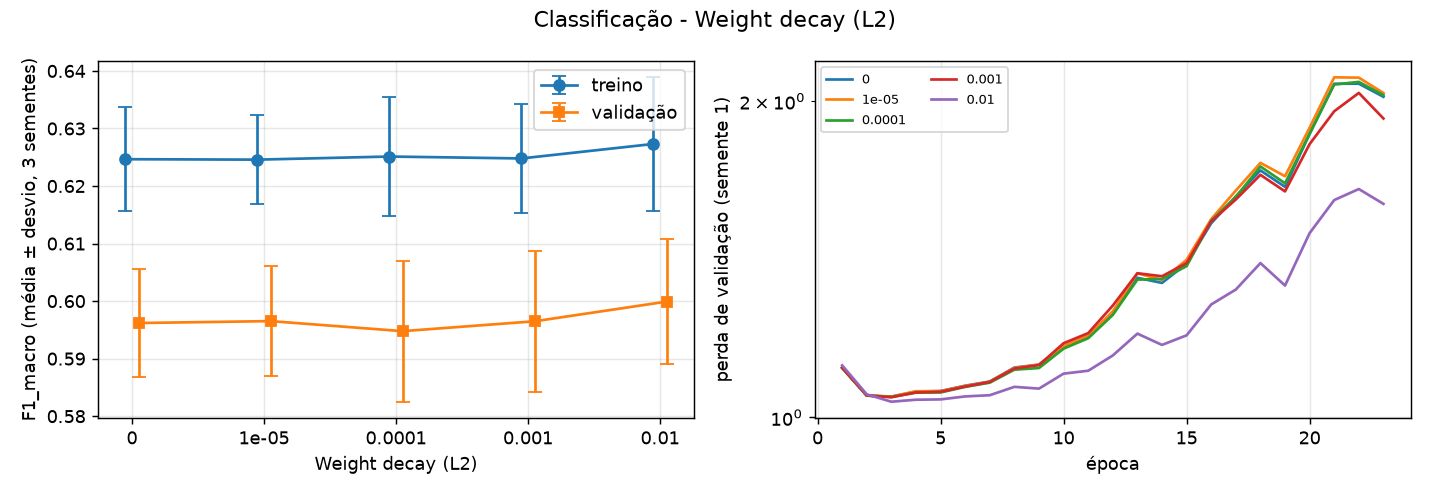 Classificação - Weight decay (L2)
F1_macro (média ± desvio, 3 sementes)
0.64
0.63
0.62
0.61
0.60
0.59
0.58
treino
validação
0
1e-05
0.0001
0.001
0.01
Weight decay (L2)
perda de validação (semente 1)
2 × 10⁰
10⁰
0
1e-05
0.0001
0.001
0.01
0
5
10
15
20
época